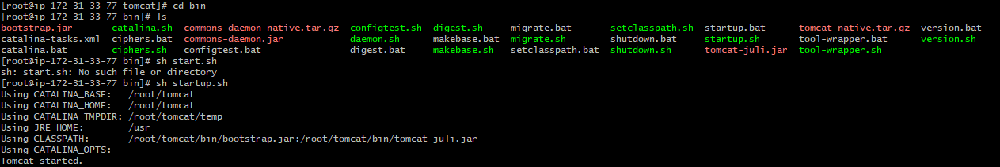 [root@ip-172-31-33-77 tomcat]# cd bin
[root@ip-172-31-33-77 bin]# ls
bootstrap.jar       catalina.sh  commons-daemon-native.tar.gz  configtest.sh  digest.sh    migrate.bat       setclasspath.sh  startup.bat      tomcat-native.tar.gz  version.bat
catalina-tasks.xml  ciphers.bat  commons-daemon.jar            daemon.sh      makebase.bat  migrate.sh        shutdown.bat     startup.sh       tool-wrapper.bat      version.sh
catalina.bat        ciphers.sh   configtest.bat                digest.bat     makebase.sh   setclasspath.bat  shutdown.sh      tomcat-juli.jar  tool-wrapper.sh
[root@ip-172-31-33-77 bin]# sh start.sh
sh: start.sh: No such file or directory
[root@ip-172-31-33-77 bin]# sh startup.sh
Using CATALINA_BASE:   /root/tomcat
Using CATALINA_HOME:   /root/tomcat
Using CATALINA_TMPDIR: /root/tomcat/temp
Using JRE_HOME:        /usr
Using CLASSPATH:       /root/tomcat/bin/bootstrap.jar:/root/tomcat/bin/tomcat-juli.jar
Using CATALINA_OPTS:
Tomcat started.